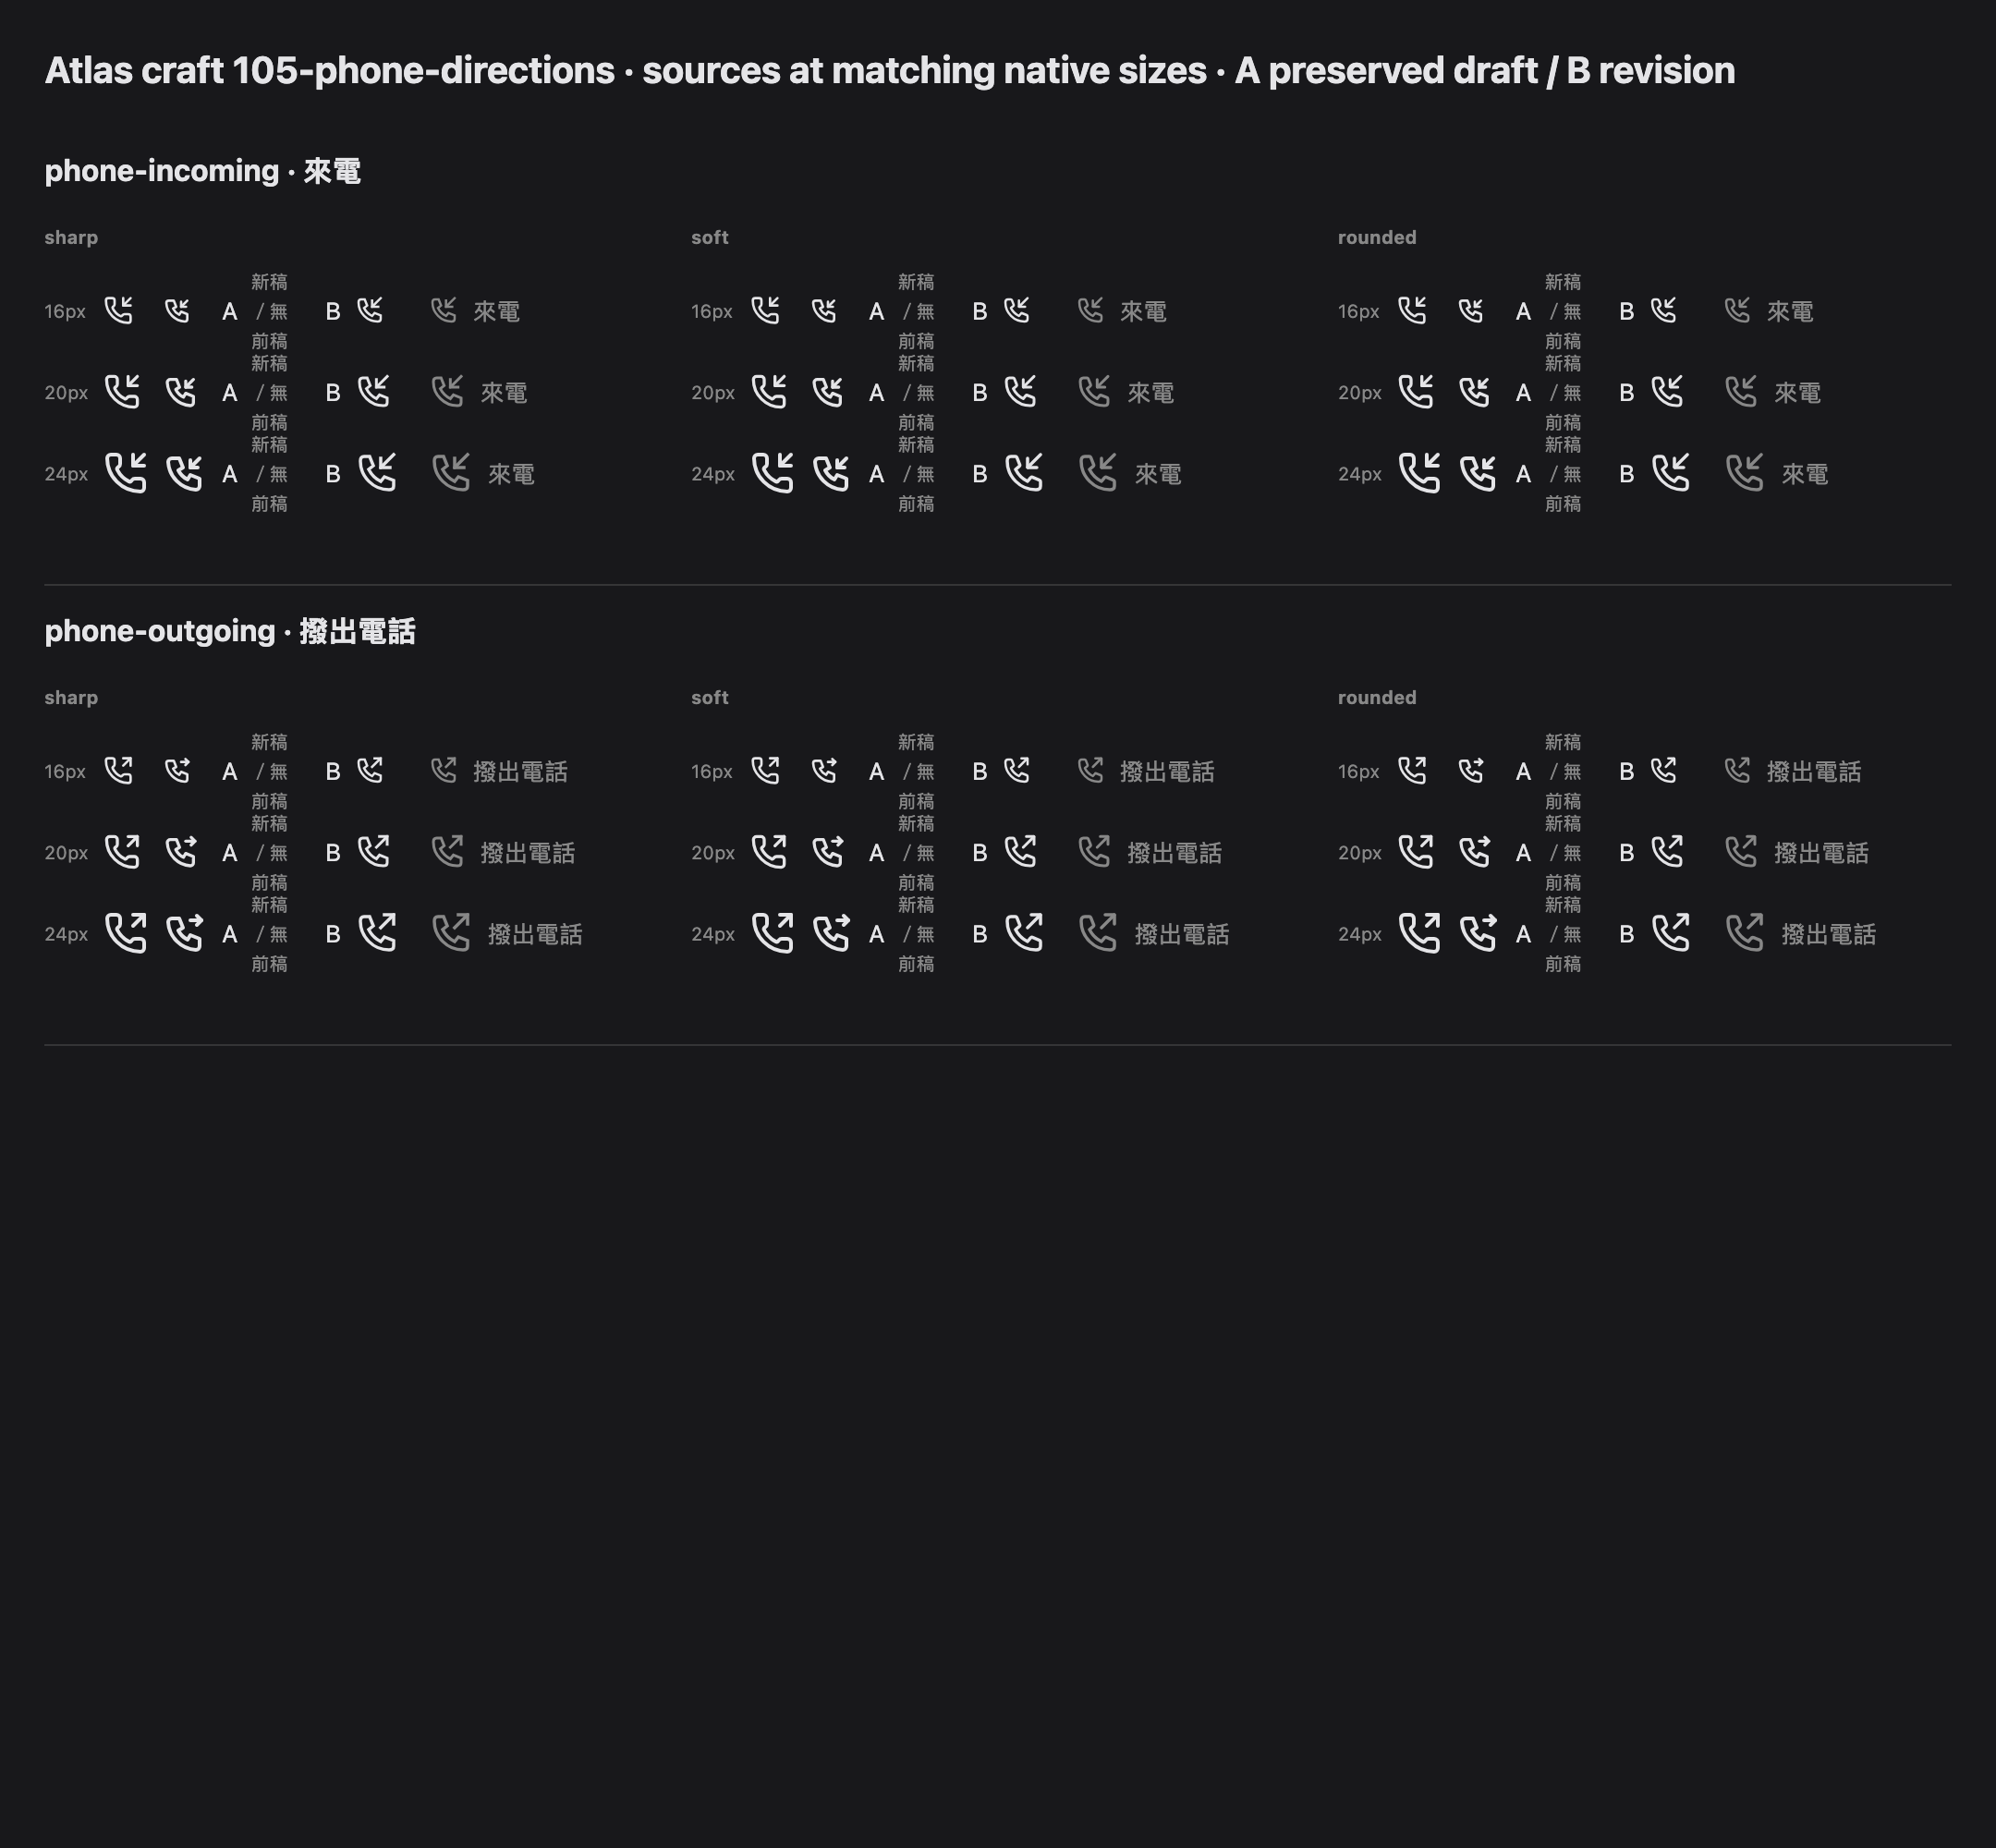 Atlas craft 105-phone-directions · sources at matching native sizes · A preserved draft / B revision
phone-incoming · 來電
sharp
16px A 新稿 / 無前稿 B 來電
20px A 新稿 / 無前稿 B 來電
24px A 新稿 / 無前稿 B 來電
soft
16px A 新稿 / 無前稿 B 來電
20px A 新稿 / 無前稿 B 來電
24px A 新稿 / 無前稿 B 來電
rounded
16px A 新稿 / 無前稿 B 來電
20px A 新稿 / 無前稿 B 來電
24px A 新稿 / 無前稿 B 來電
phone-outgoing · 撥出電話
sharp
16px A 新稿 / 無前稿 B 撥出電話
20px A 新稿 / 無前稿 B 撥出電話
24px A 新稿 / 無前稿 B 撥出電話
soft
16px A 新稿 / 無前稿 B 撥出電話
20px A 新稿 / 無前稿 B 撥出電話
24px A 新稿 / 無前稿 B 撥出電話
rounded
16px A 新稿 / 無前稿 B 撥出電話
20px A 新稿 / 無前稿 B 撥出電話
24px A 新稿 / 無前稿 B 撥出電話